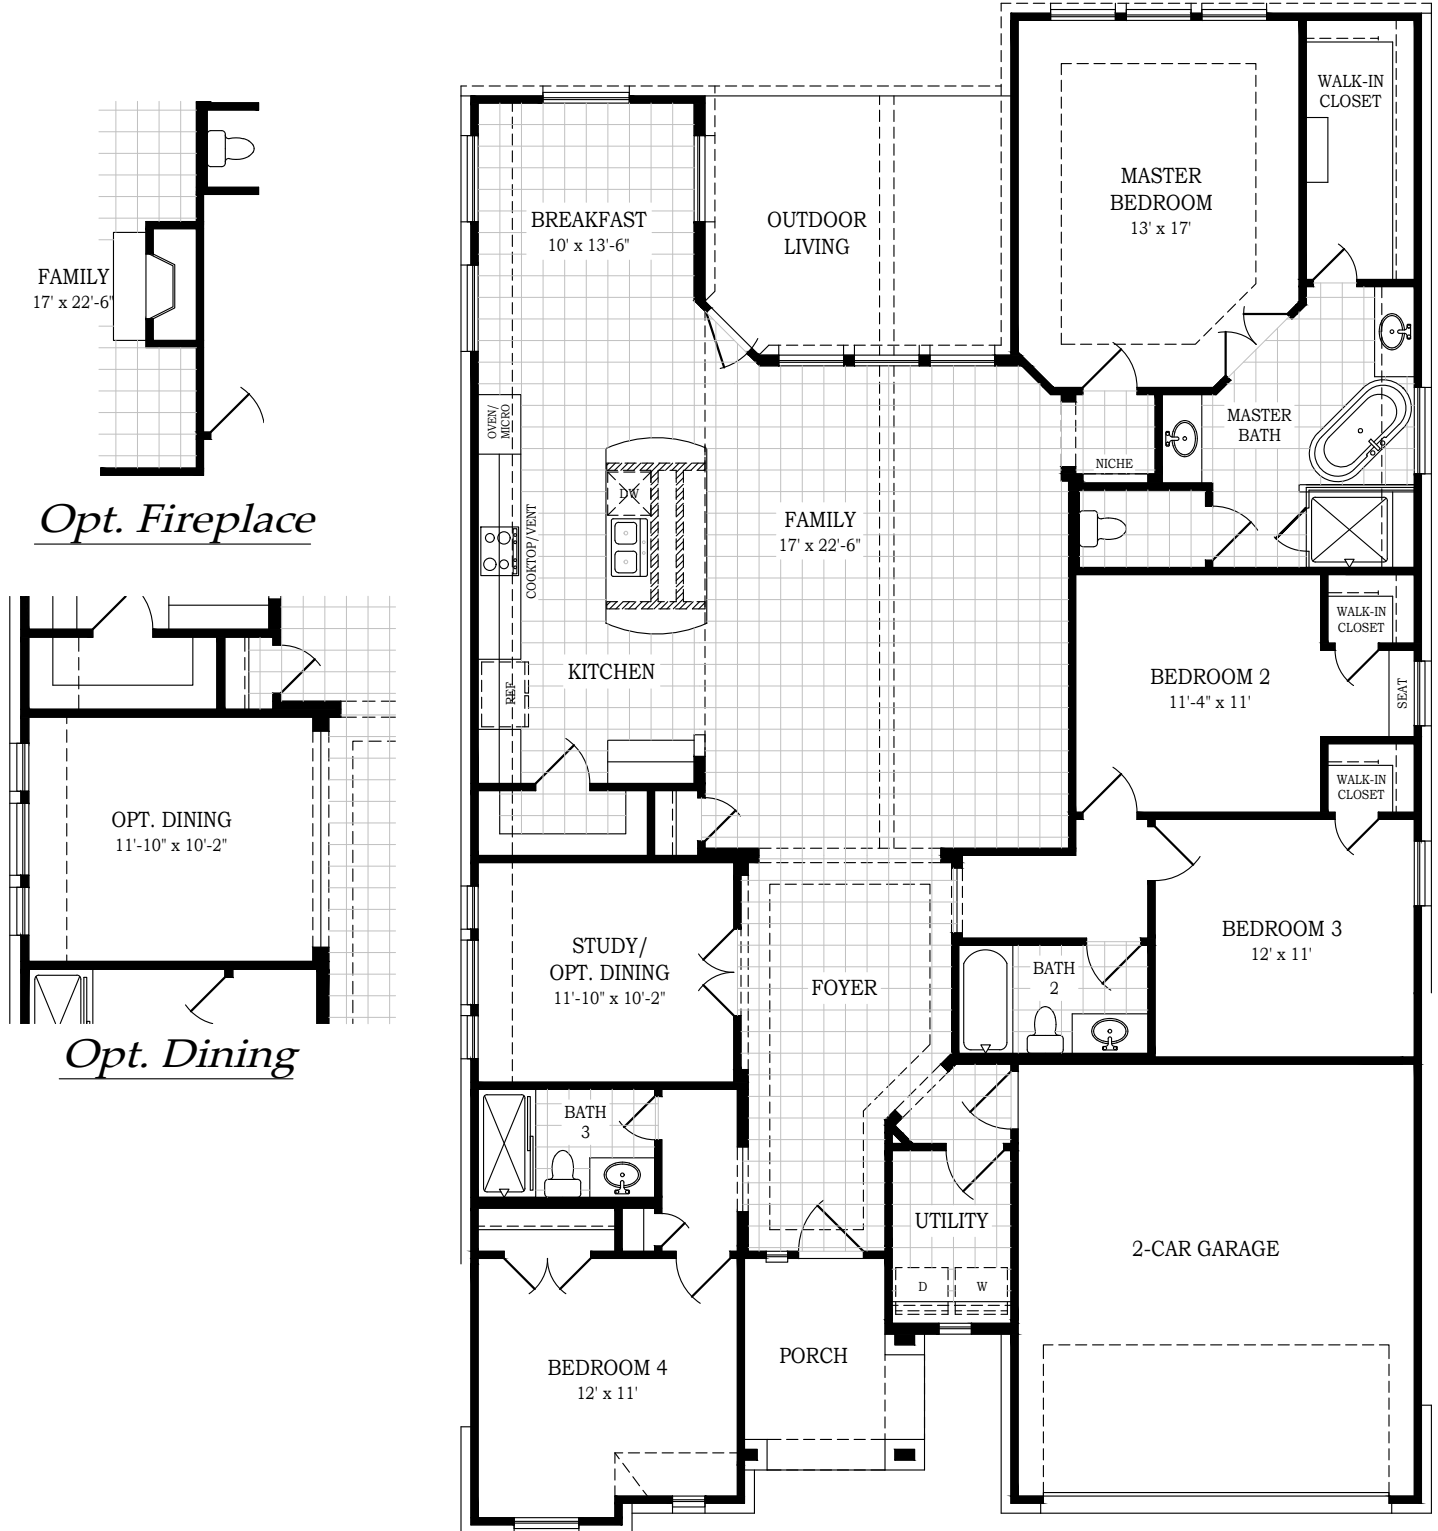 WALK-IN
CLOSET
MASTER
BEDROOM
13' x 17'
BREAKFAST
10' x 13'-6"
OUTDOOR
LIVING
FAMILY
17' x 22'-6"
Opt. Fireplace
OVEN/
MICRO
MASTER
BATH
NICHE
DW
COOKTOP/VENT
FAMILY
17' x 22'-6"
WALK-IN
CLOSET
KITCHEN
REF
BEDROOM 2
11'-4" x 11'
SEAT
WALK-IN
CLOSET
OPT. DINING
11'-10" x 10'-2"
Opt. Dining
STUDY/
OPT. DINING
11'-10" x 10'-2"
FOYER
BATH
2
BEDROOM 3
12' x 11'
BATH
3
UTILITY
D
W
2-CAR GARAGE
PORCH
BEDROOM 4
12' x 11'